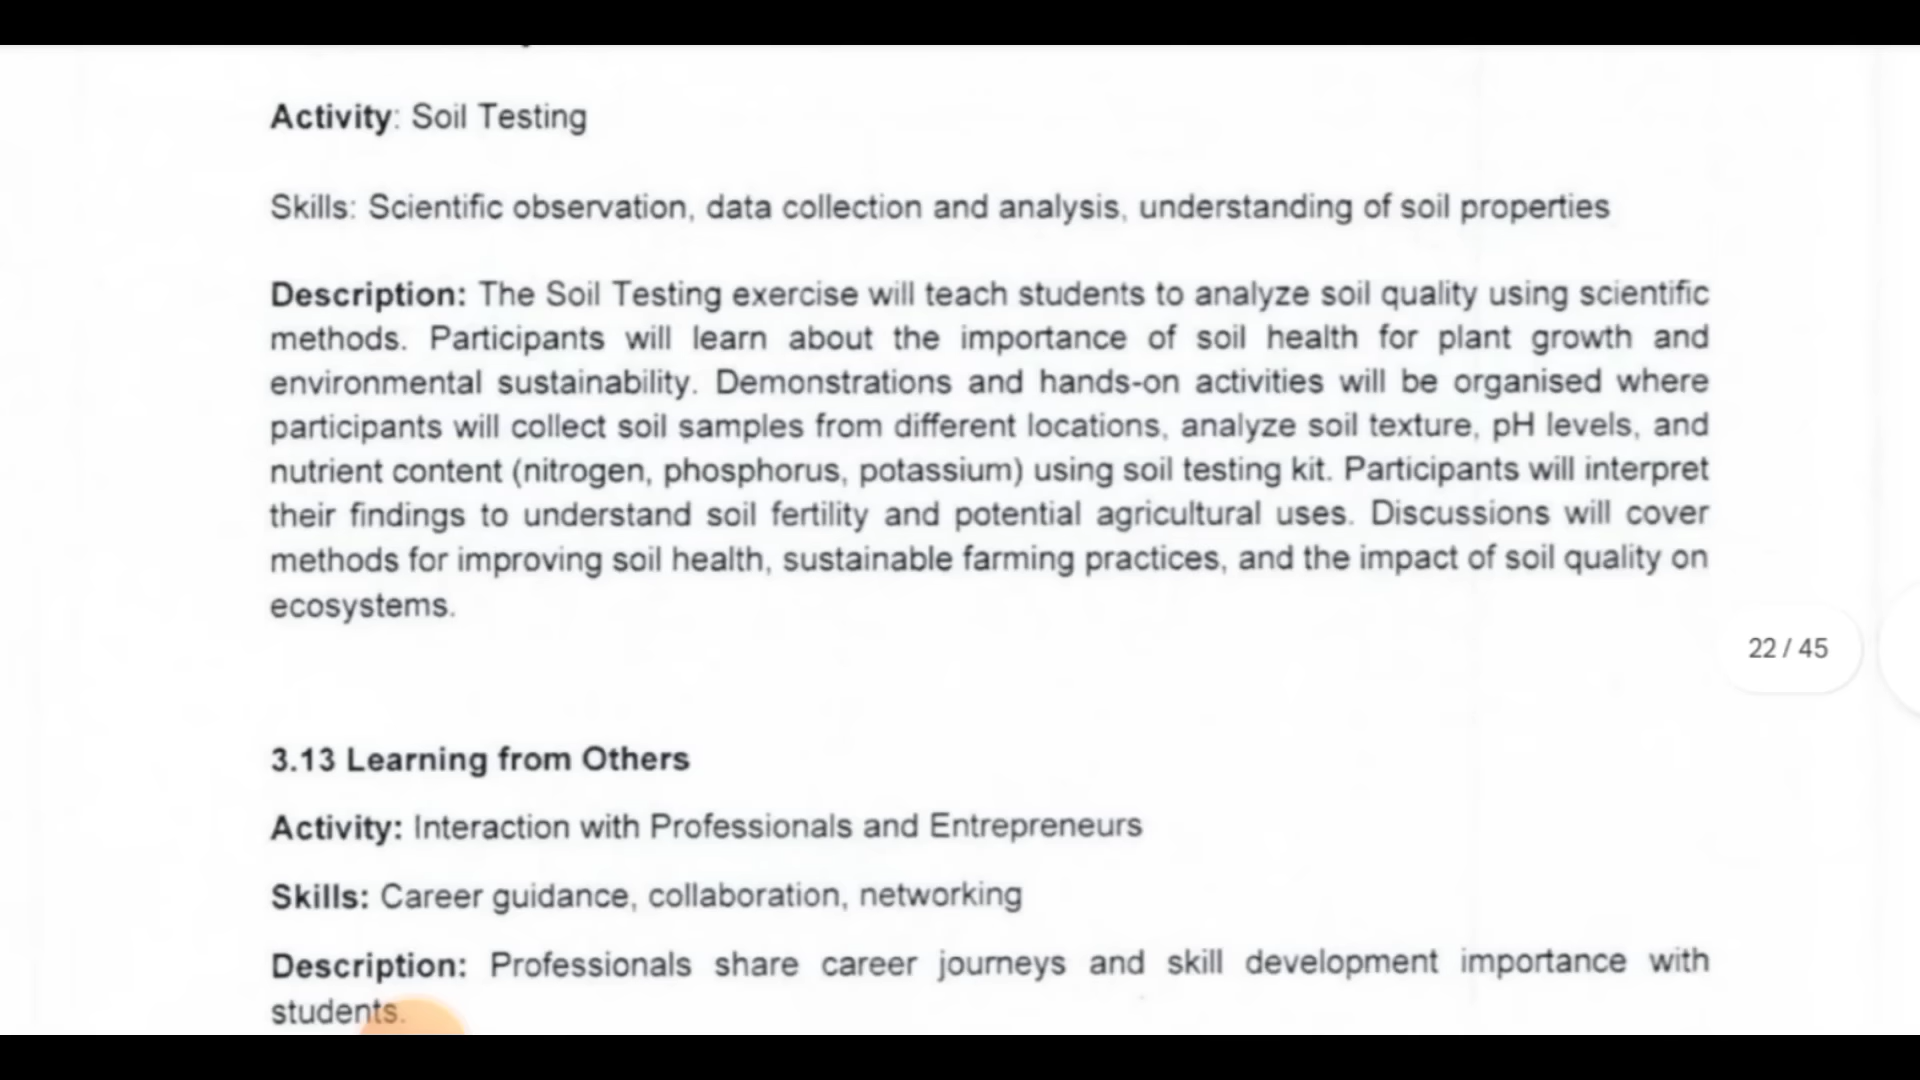 Activity: Soil Testing
Skills: Scientific observation, data collection and analysis, understanding of soil properties
Description: The Soil Testing exercise will teach students to analyze soil quality using scientific
methods. Participants will learn about the importance of soil health for plant growth and
environmental sustainability. Demonstrations and hands-on activities will be organised where
participants will collect soil samples from different locations, analyze soil texture, pH levels, and
nutrient content (nitrogen, phosphorus, potassium) using soil testing kit. Participants will interpret
their findings to understand soil fertility and potential agricultural uses. Discussions will cover
methods for improving soil health, sustainable farming practices, and the impact of soil quality on
ecosystems.
22 / 45
3.13 Learning from Others
Activity: Interaction with Professionals and Entrepreneurs
Skills: Career guidance, collaboration, networking
Description: Professionals share career journeys and skill development importance with
students.